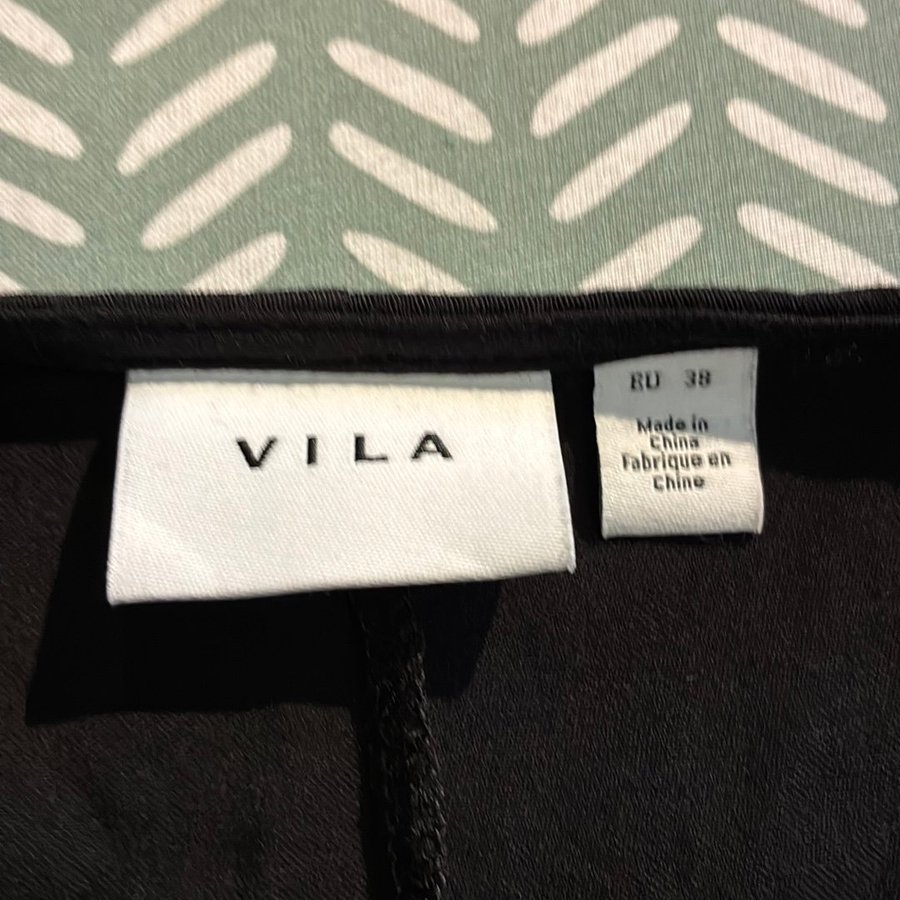 VILA
EU 38
Made in
China
Fabriqué en
Chine